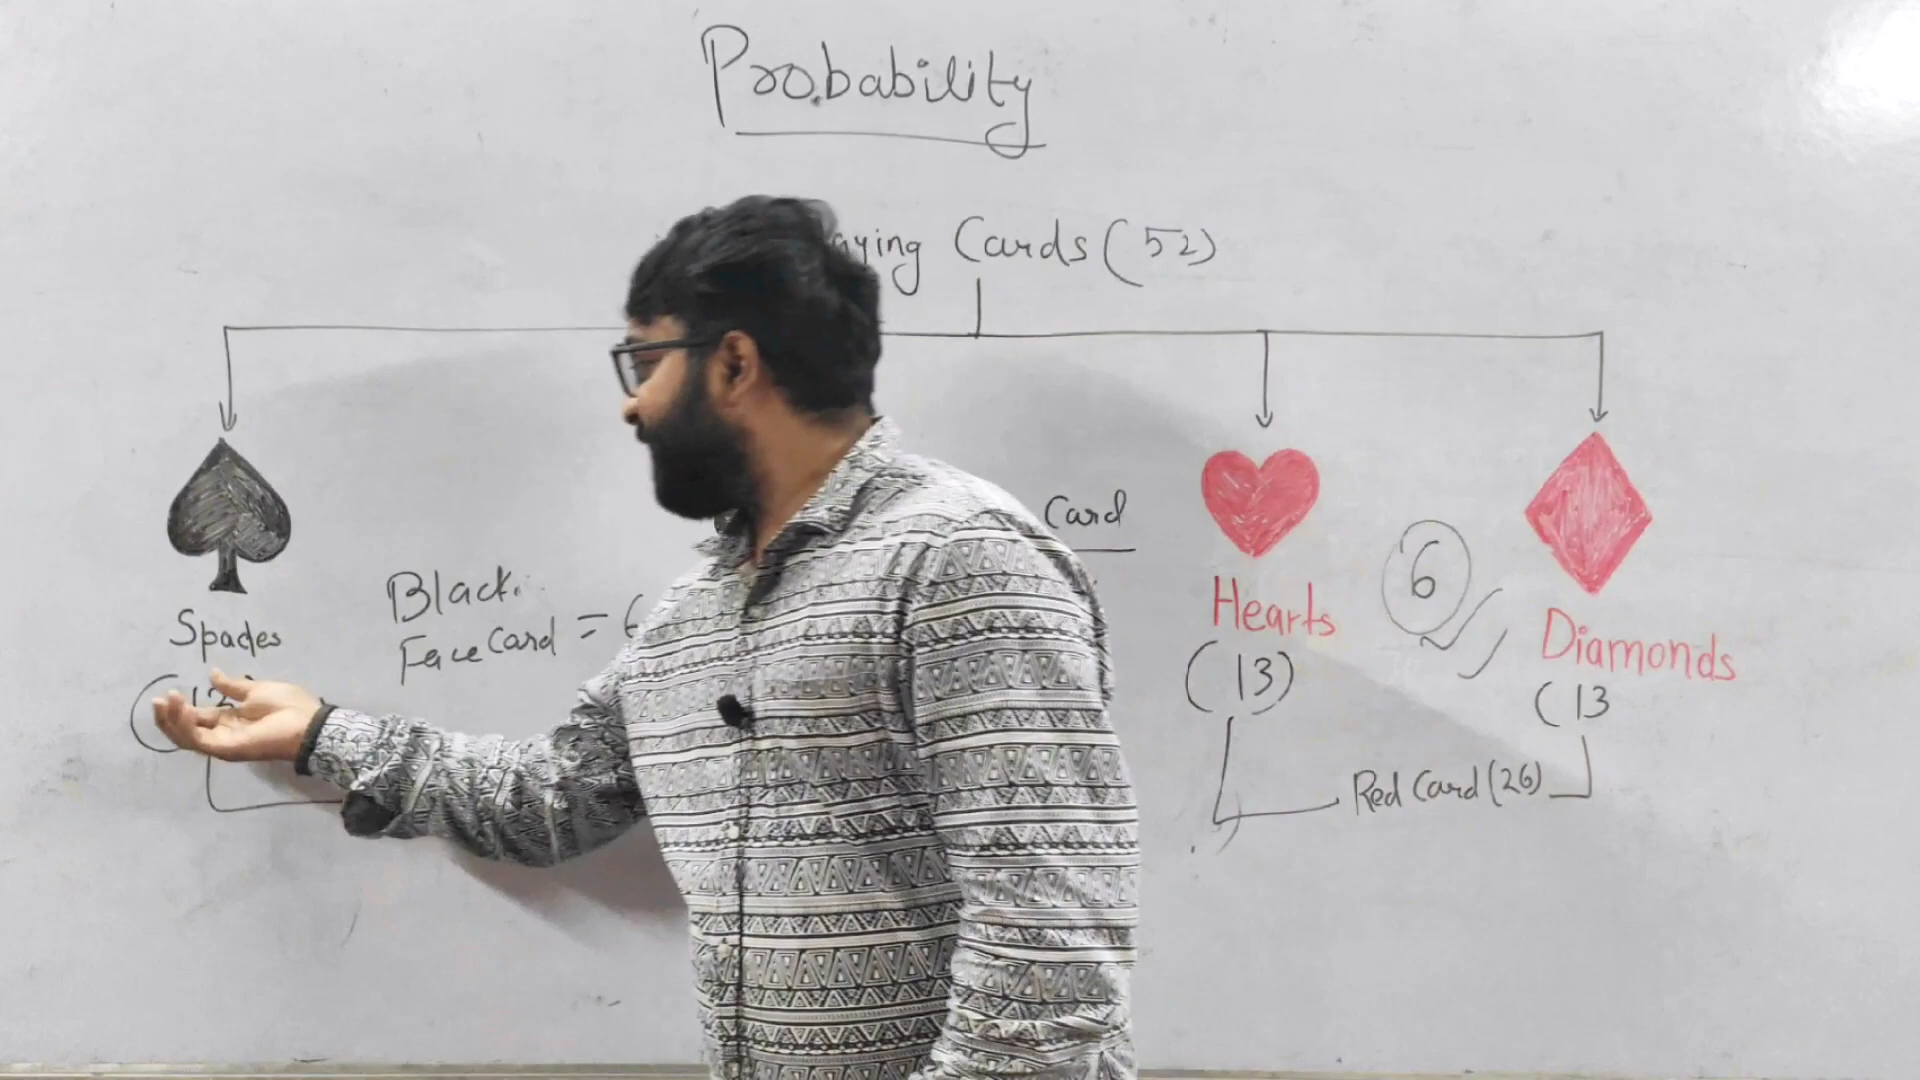 Probability
Cards (52)
Card
Spades
Black
Face Card = 6
Hearts
(13)
6
Diamonds
(13
Red Card (26)